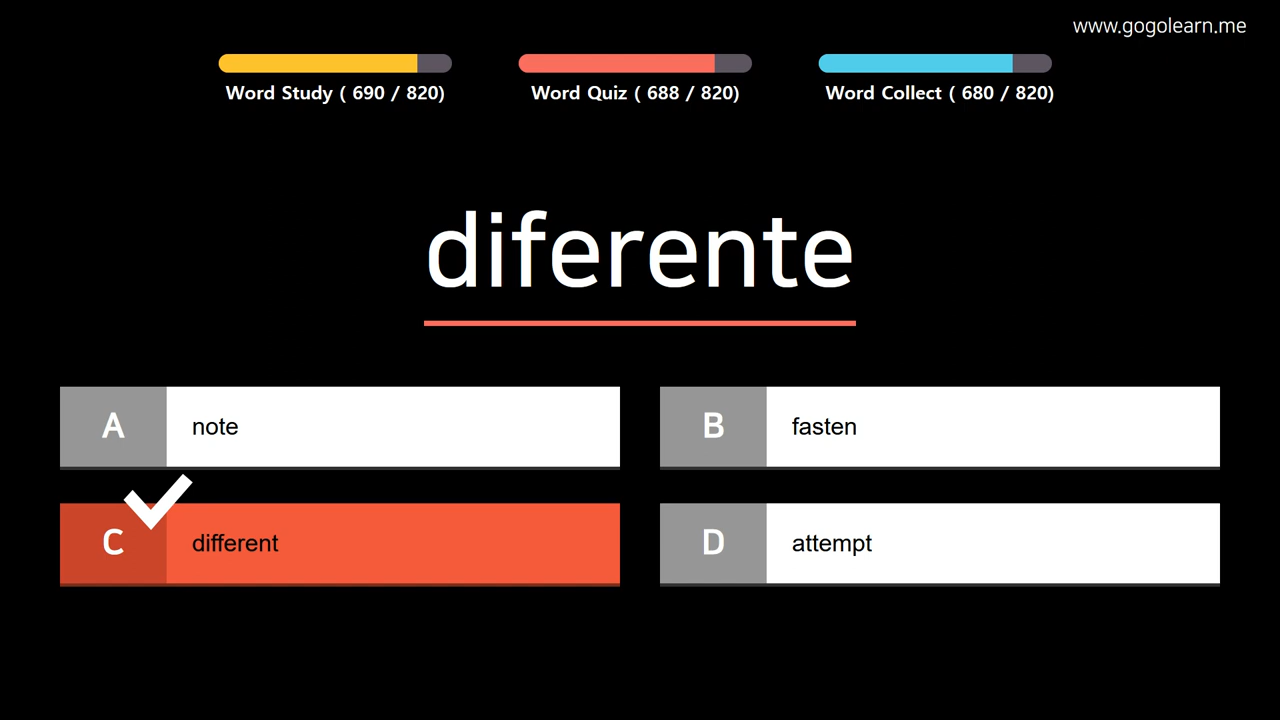 www.gogolearn.me
Word Study ( 690 / 820)
Word Quiz ( 688 / 820)
Word Collect ( 680 / 820)
diferente
A note
B fasten
C different
D attempt